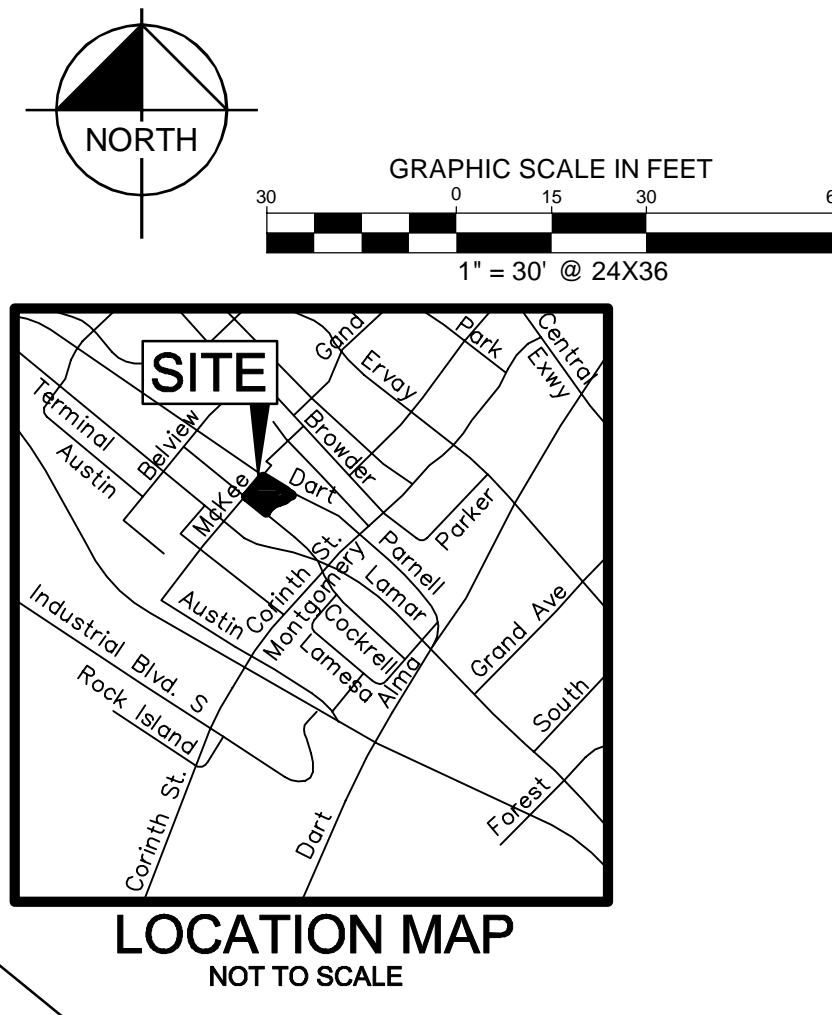 NORTH
GRAPHIC SCALE IN FEET
30 0 15 30
1" = 30' @ 24X36
SITE
Gand
Park
Central
Exwy
Ervay
Terminal
Belview
Browder
Austin
McKee
Dart
Parker
Corinth St.
Parnell
Montgomery
Lamar
Industrial Blvd. S
Austin
Cockrell
Grand Ave
Lamesa
Alma
Rock Island
South
Corinth St.
Dart
Forest
LOCATION MAP
NOT TO SCALE